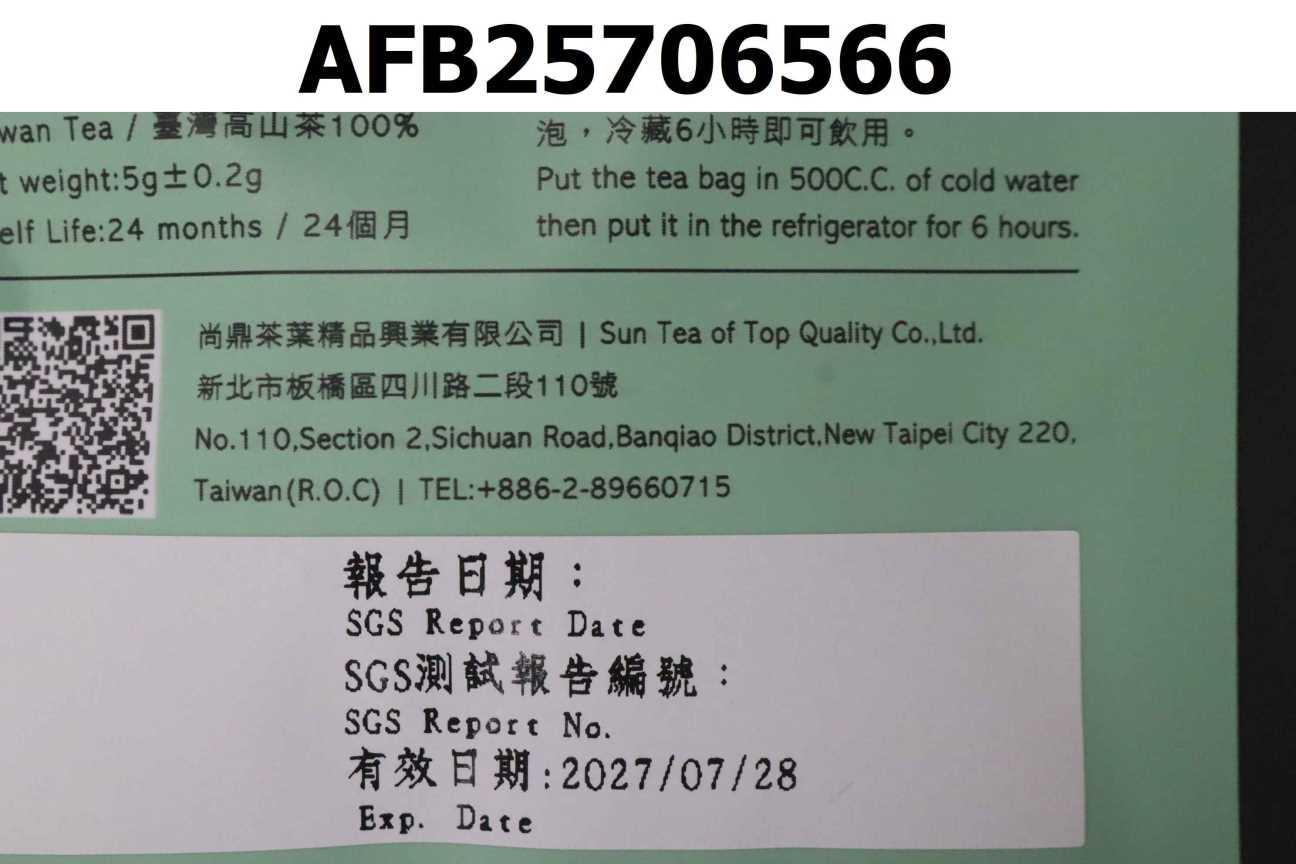 AFB25706566
wan Tea / 臺灣高山茶100%
t weight:5g±0.2g
elf Life:24 months / 24個月
泡，冷藏6小時即可飲用。
Put the tea bag in 500C.C. of cold water
then put it in the refrigerator for 6 hours.
尚鼎茶葉精品興業有限公司 | Sun Tea of Top Quality Co.,Ltd.
新北市板橋區四川路二段110號
No.110,Section 2,Sichuan Road,Banqiao District,New Taipei City 220,
Taiwan(R.O.C) | TEL:+886-2-89660715
報告日期：
SGS Report Date
SGS測試報告編號：
SGS Report No.
有效日期:2027/07/28
Exp. Date